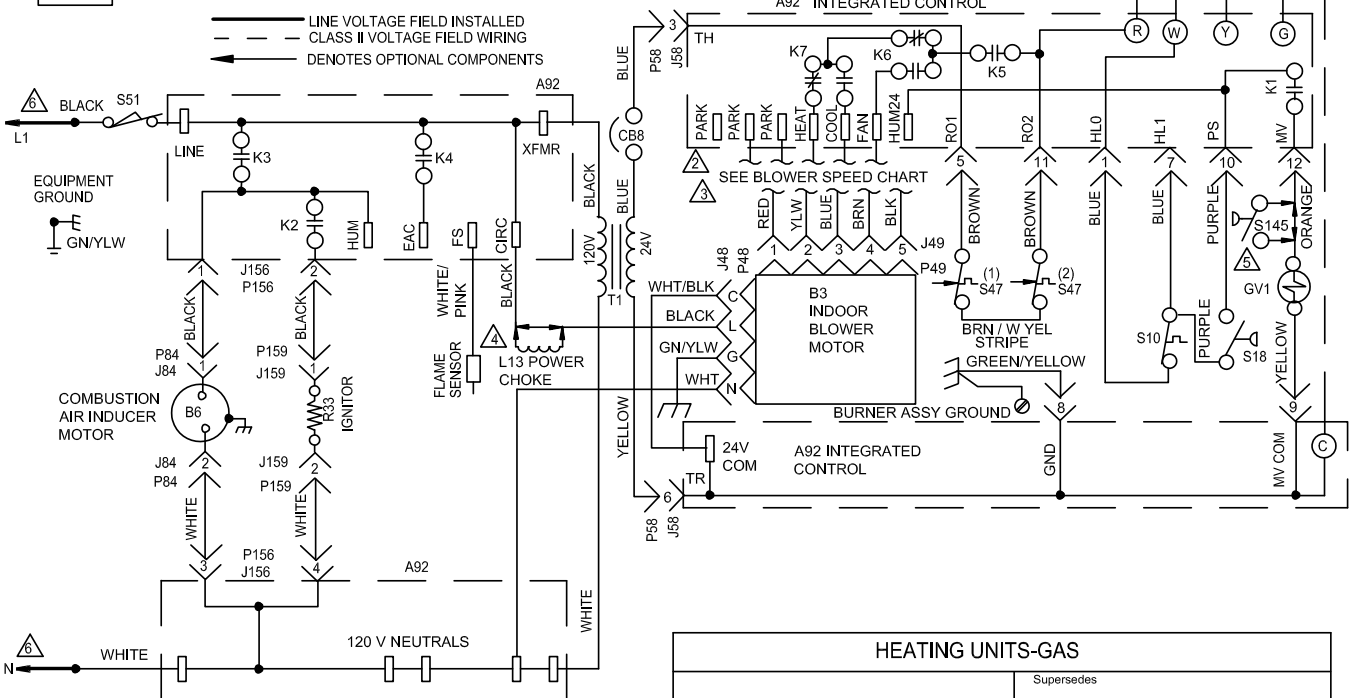 A92 INTEGRATED CONTROL
LINE VOLTAGE FIELD INSTALLED
CLASS II VOLTAGE FIELD WIRING
DENOTES OPTIONAL COMPONENTS
BLUE
P58
3
J58
TH
R
W
Y
G
K7
K6
K5
K1
6
BLACK
S51
A92
L1
LINE
K3
K4
XFMR
CB8
PARK
PARK
PARK
HEAT
COOL
FAN
HUM24
RO1
RO2
HL0
HL1
PS
MV
2
3
5
11
1
7
10
12
SEE BLOWER SPEED CHART
EQUIPMENT
GROUND
GN/YLW
K2
HUM
EAC
FS
CIRC
BLACK
BLUE
120V
24V
T1
RED
YLW
BLUE
BRN
BLK
BROWN
BROWN
BLUE
BLUE
PURPLE
S145
ORANGE
5
1
J156
P156
2
1
2
3
4
5
J49
P49
J48
P48
(1)
S47
(2)
S47
GV1
BLACK
BLACK
WHITE/
PINK
BLACK
WHT/BLK
C
BLACK
L
GN/YLW
G
WHT
N
B3
INDOOR
BLOWER
MOTOR
BRN / W YEL
STRIPE
S10
PURPLE
S18
YELLOW
4
L13 POWER
CHOKE
P84
J84
1
P159
J159
1
FLAME
SENSOR
GREEN/YELLOW
COMBUSTION
AIR INDUCER
MOTOR
B6
R33
IGNITOR
BURNER ASSY GROUND
8
9
YELLOW
24V
COM
A92 INTEGRATED
CONTROL
GND
MV COM
C
J84
P84
2
J159
P159
2
TR
6
P58
J58
WHITE
WHITE
3
P156
J156
4
A92
WHITE
6
N
WHITE
120 V NEUTRALS
HEATING UNITS-GAS
Supersedes